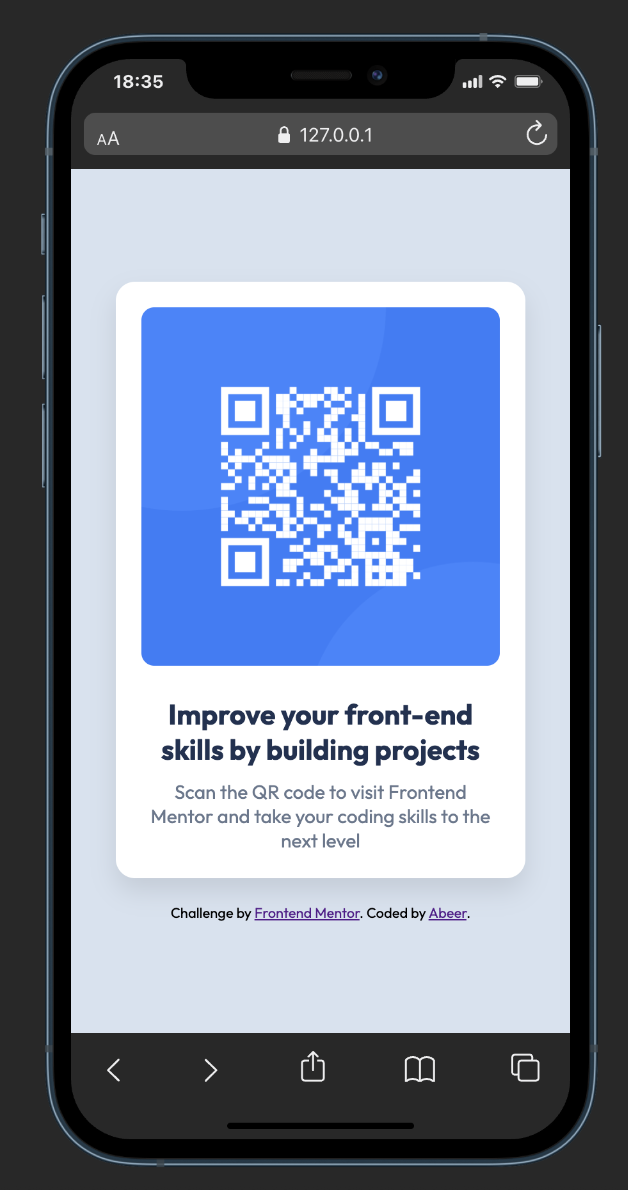 18:35
AA 127.0.0.1
Improve your front-end
skills by building projects
Scan the QR code to visit Frontend
Mentor and take your coding skills to the
next level
Challenge by Frontend Mentor. Coded by Abeer.